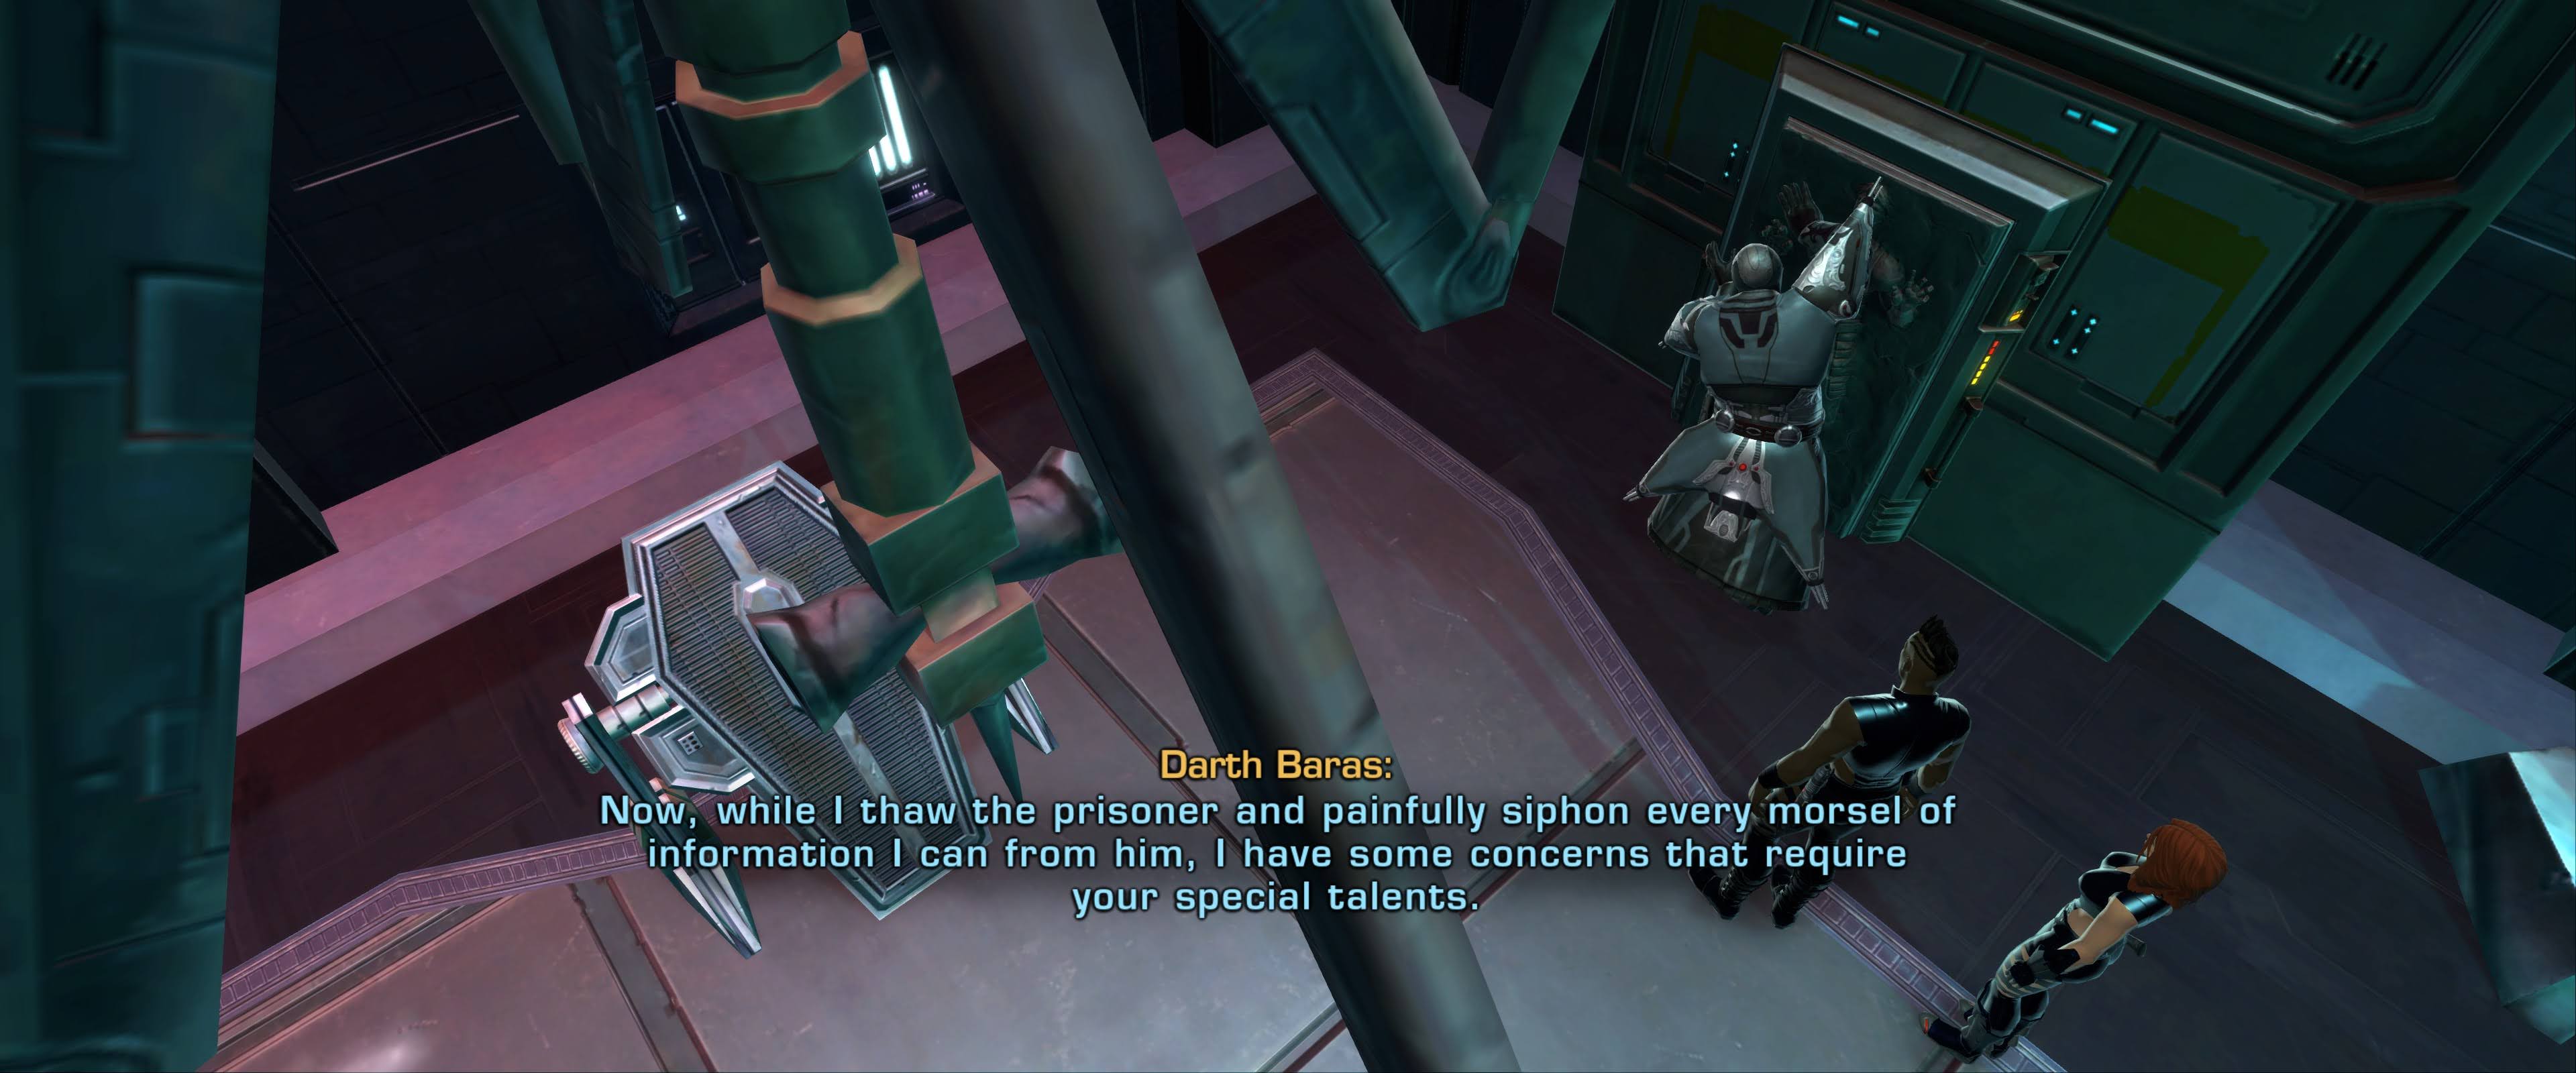 Darth Baras:
Now, while I thaw the prisoner and painfully siphon every morsel of
information I can from him, I have some concerns that require
your special talents.